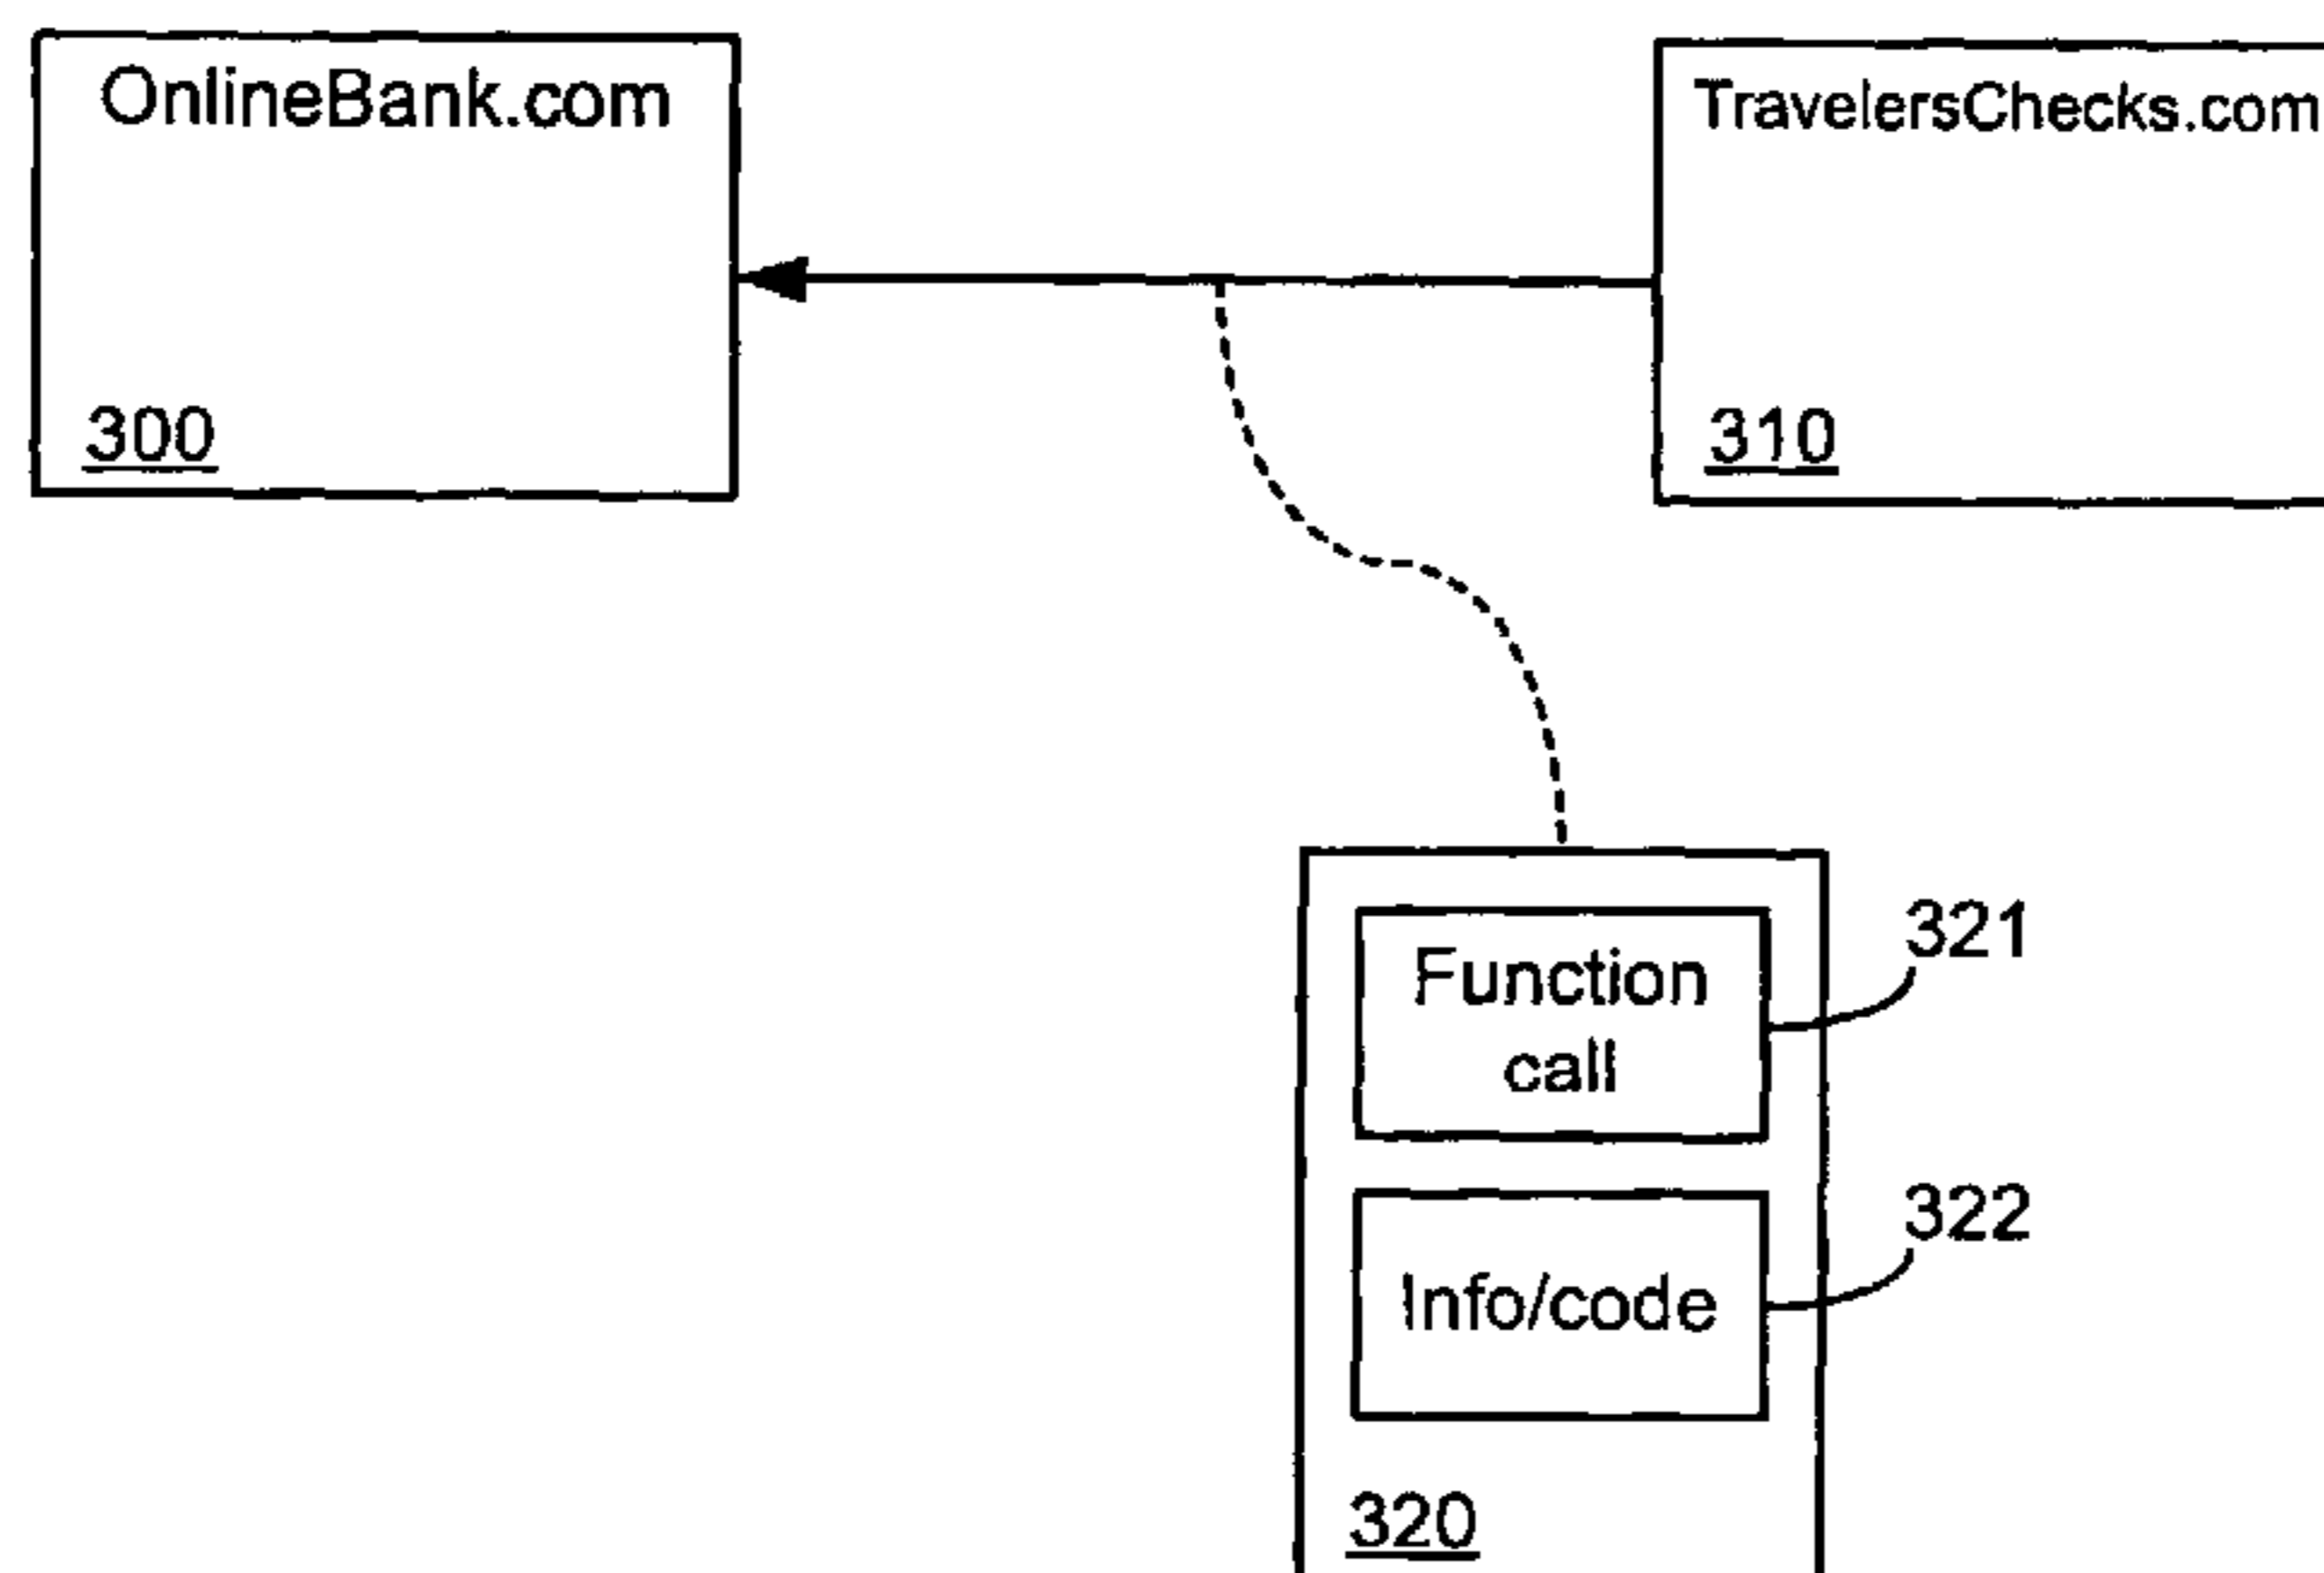 OnlineBank.com
TravelersChecks.com
300
310
Function
call
321
Info/code
322
320